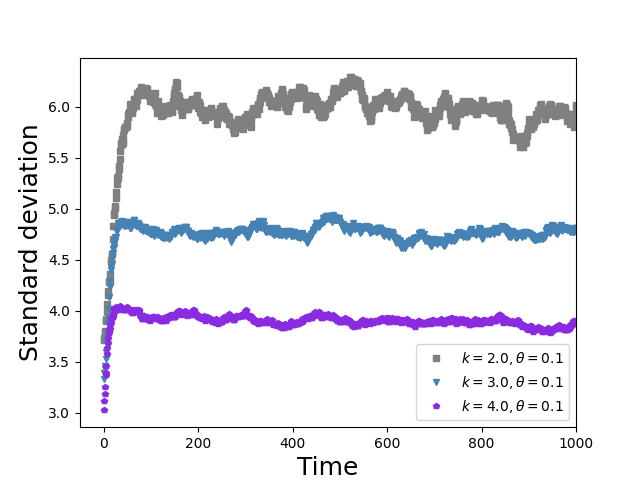 6.0
5.5
5.0
4.5
4.0
3.5
3.0
Standard deviation
k = 2.0, θ = 0.1
k = 3.0, θ = 0.1
k = 4.0, θ = 0.1
0 200 400 600 800 1000
Time